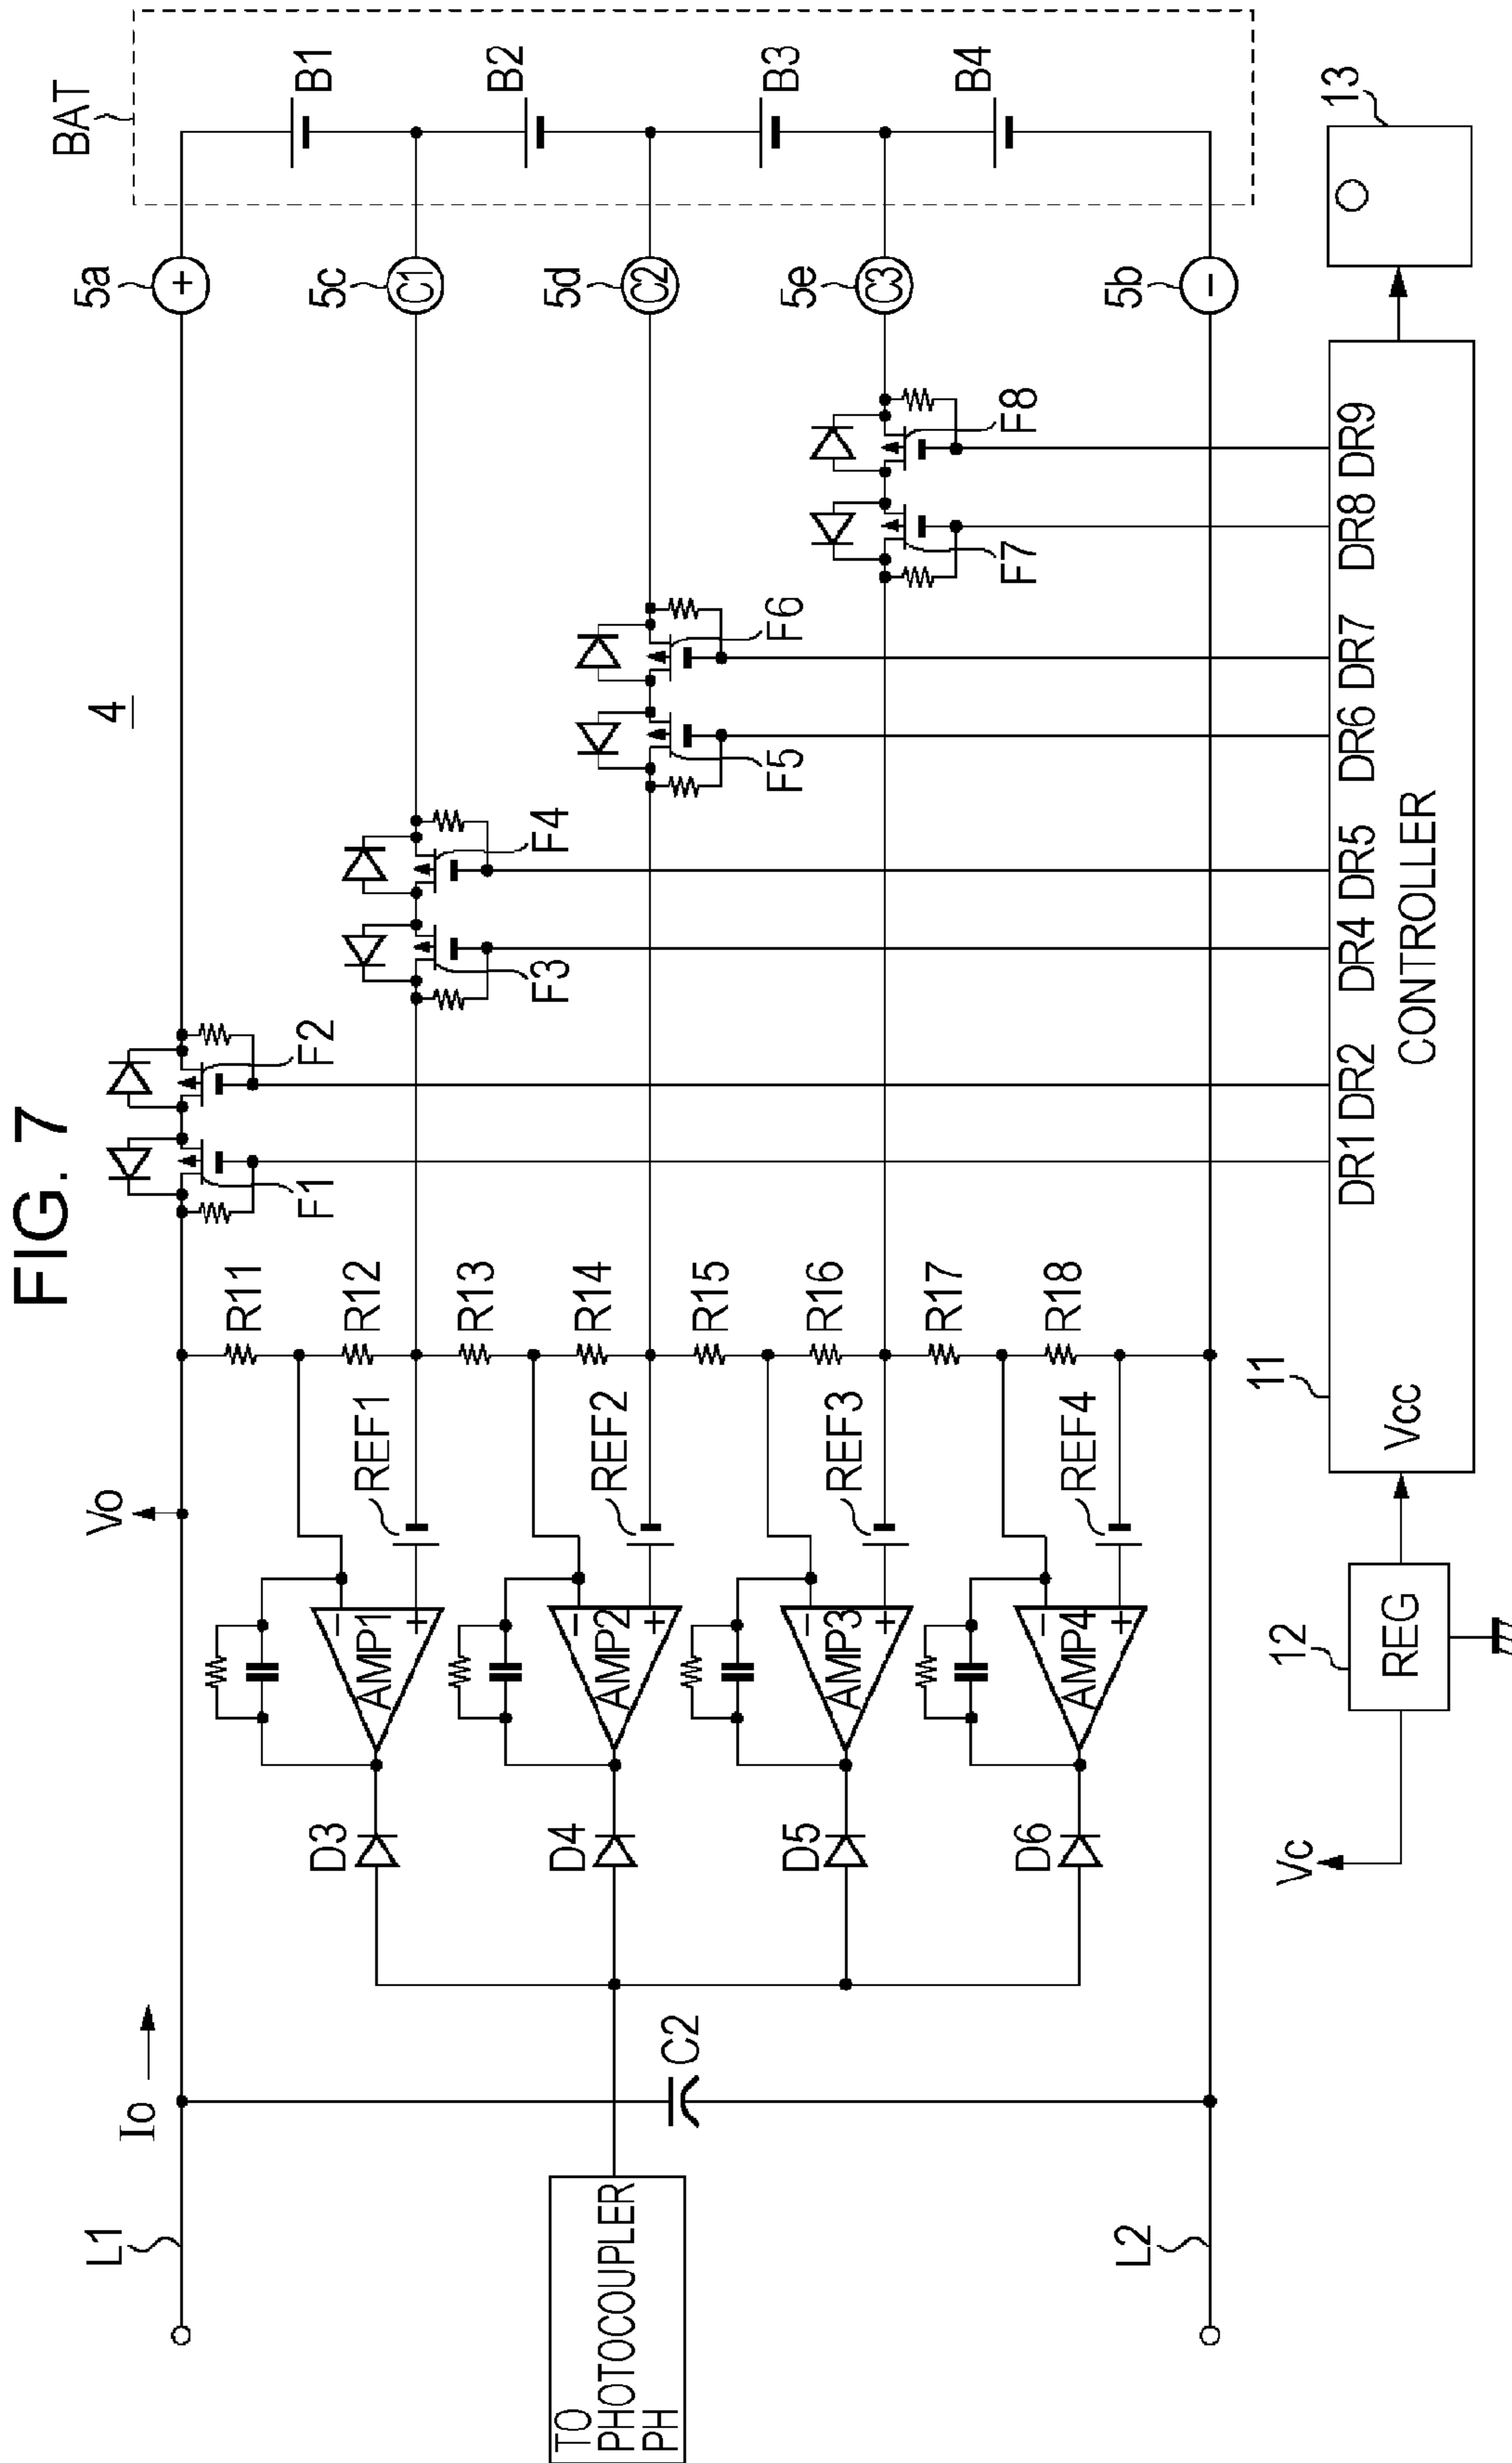 FIG. 7
4
BAT
B1
B2
B3
B4
5a
+
5c
C1
5d
C2
5e
C3
5b
−
L1
Io
Vo
L2
C2
TO
PHOTOCOUPLER
PH
D3
D4
D5
D6
−
AMP1
+
−
AMP2
+
−
AMP3
+
−
AMP4
+
REF1
REF2
REF3
REF4
R11
R12
R13
R14
R15
R16
R17
R18
F1
F2
F3
F4
F5
F6
F7
F8
Vc
12
REG
11
Vcc
DR1 DR2 DR4 DR5 DR6 DR7 DR8 DR9
CONTROLLER
13